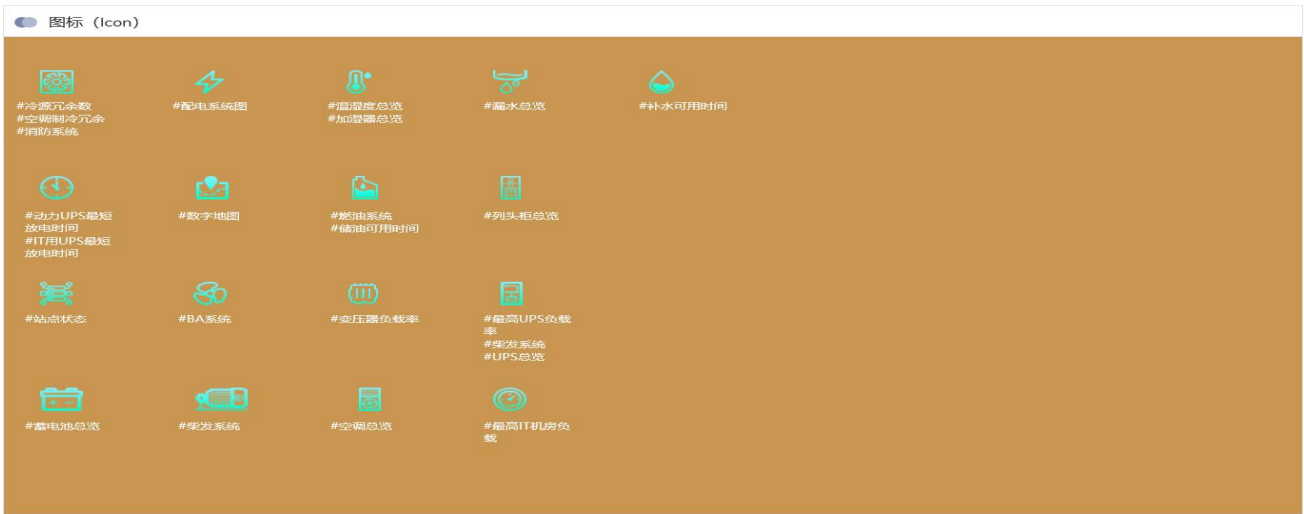 图标（Icon）
#冷源冗余数
#空调制冷冗余
#消防系统
#配电系统图
#温湿度总览
#加湿器总览
#漏水总览
#补水可用时间
#动力UPS最短
放电时间
#IT用UPS最短
放电时间
#数字地图
#燃油系统
#储油可用时间
#列头柜总览
#站点状态
#BA系统
#变压器负载率
#最高UPS负载
率
#柴发系统
#UPS总览
#蓄电池总览
#柴发系统
#空调总览
#最高IT机房负
载